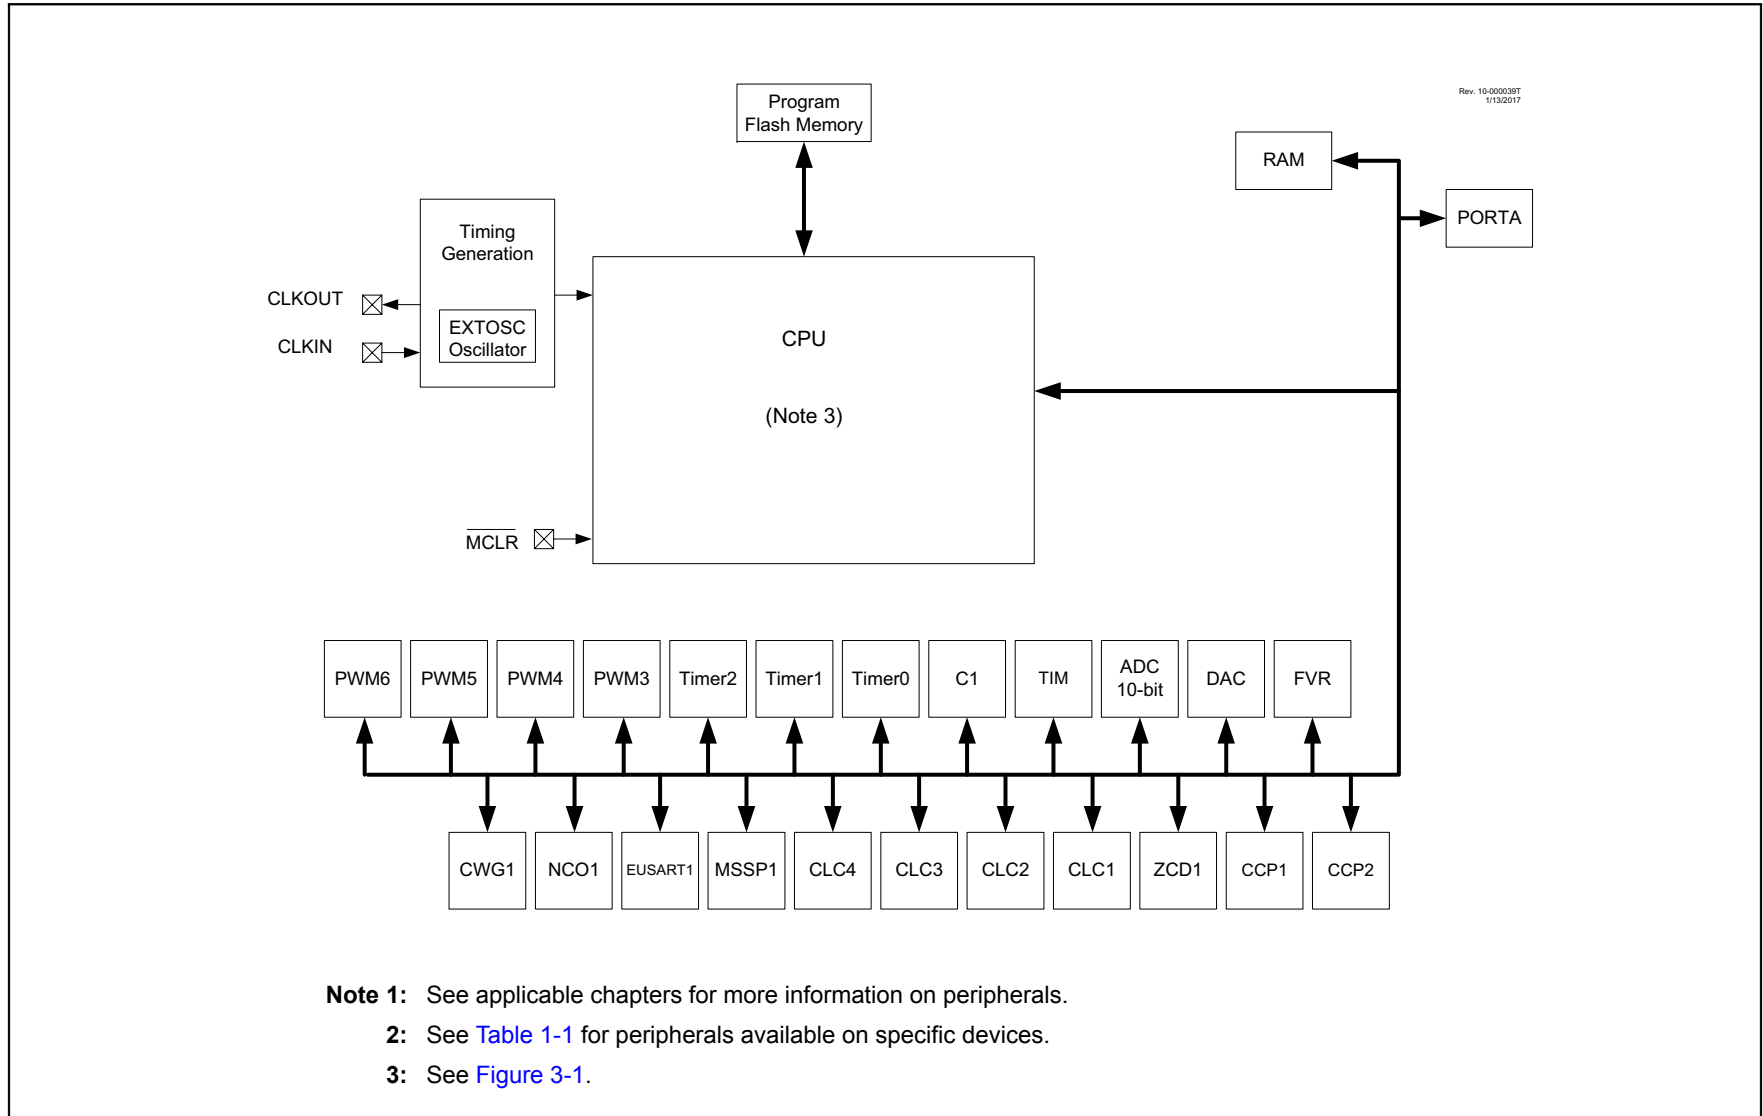 Rev. 10-000039T
1/13/2017
Program
Flash Memory
RAM
PORTA
Timing
Generation
CLKOUT
EXTOSC
Oscillator
CLKIN
CPU
(Note 3)
MCLR
PWM6
PWM5
PWM4
PWM3
Timer2
Timer1
Timer0
C1
TIM
ADC
10-bit
DAC
FVR
CWG1
NCO1
EUSART1
MSSP1
CLC4
CLC3
CLC2
CLC1
ZCD1
CCP1
CCP2
Note 1: See applicable chapters for more information on peripherals.
2: See Table 1-1 for peripherals available on specific devices.
3: See Figure 3-1.